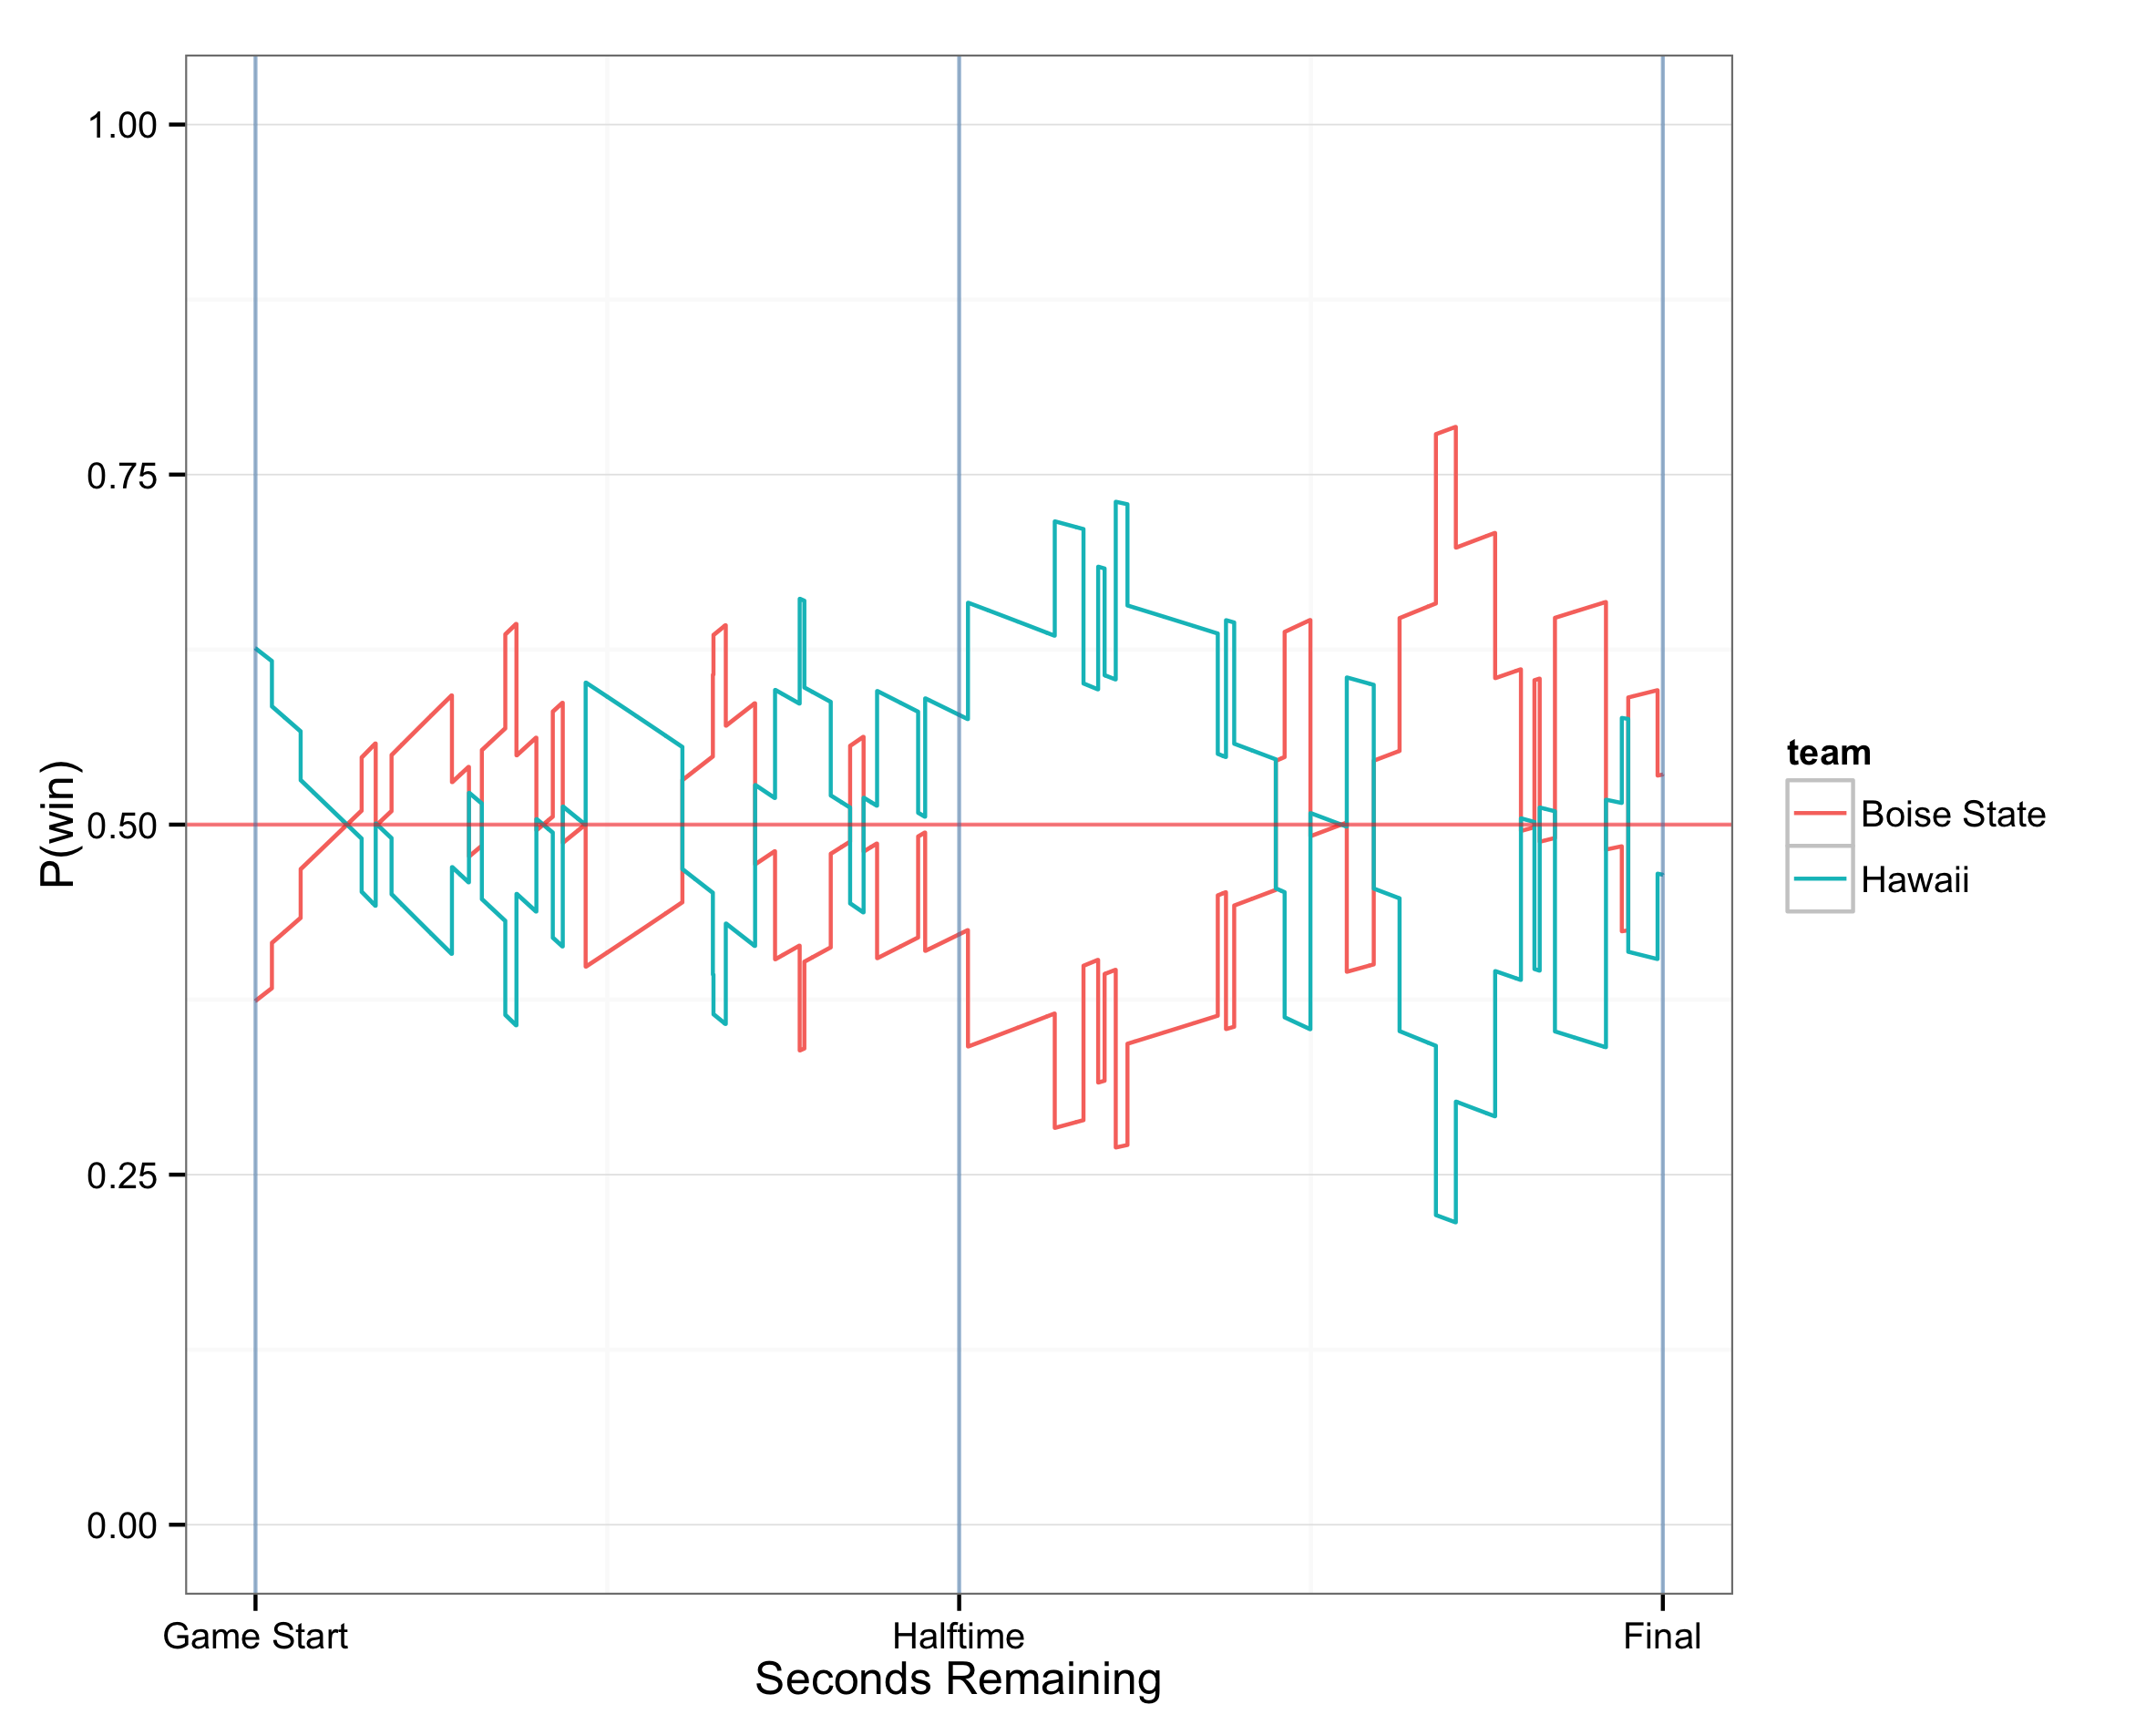 P(win)
1.00
0.75
0.50
0.25
0.00
Game Start
Halftime
Final
Seconds Remaining
team
Boise State
Hawaii